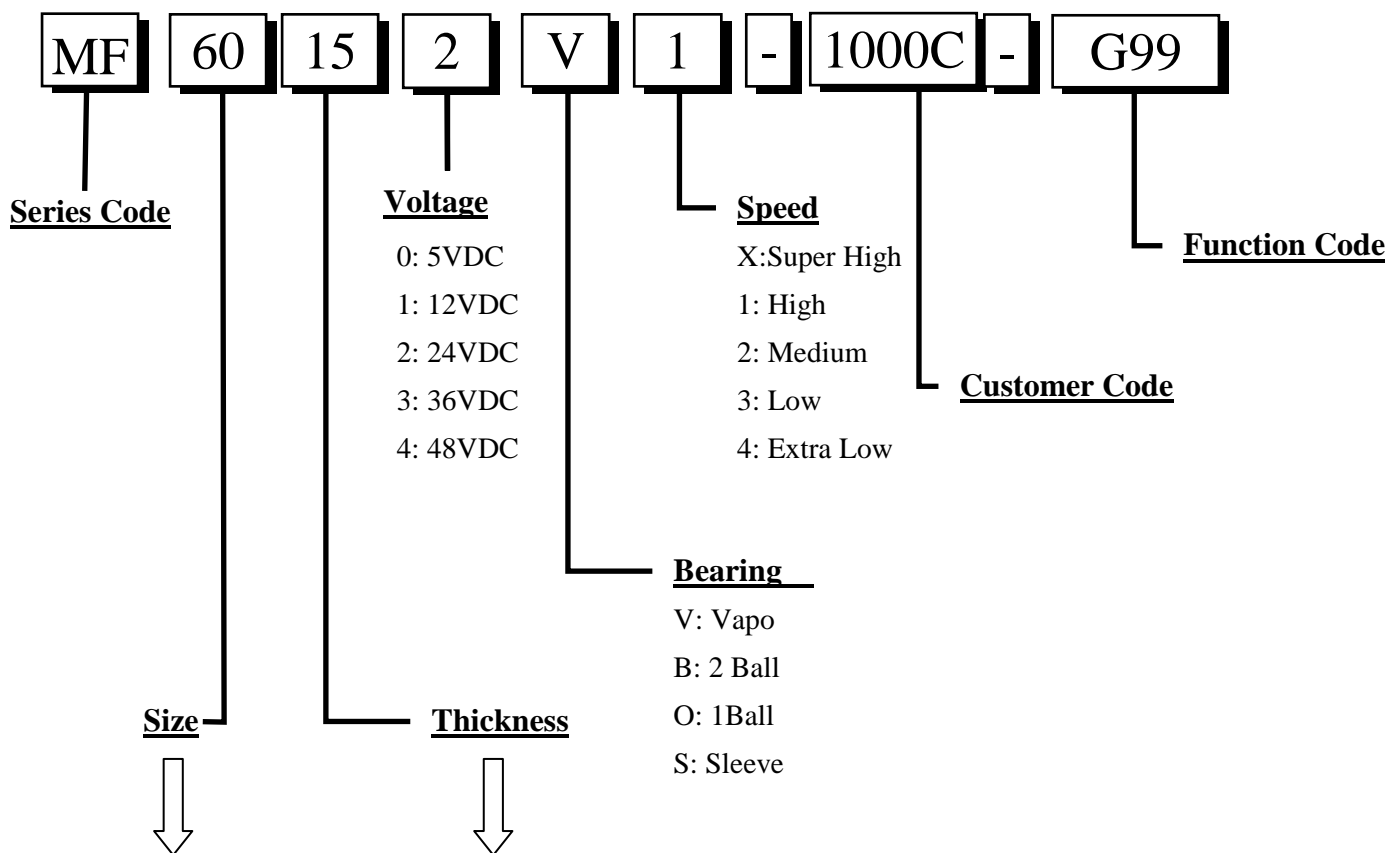 MF 60 15 2 V 1 - 1000C - G99
Series Code
Voltage
0: 5VDC
1: 12VDC
2: 24VDC
3: 36VDC
4: 48VDC
Speed
X:Super High
1: High
2: Medium
3: Low
4: Extra Low
Function Code
Customer Code
Bearing
V: Vapo
B: 2 Ball
O: 1Ball
S: Sleeve
Size
Thickness